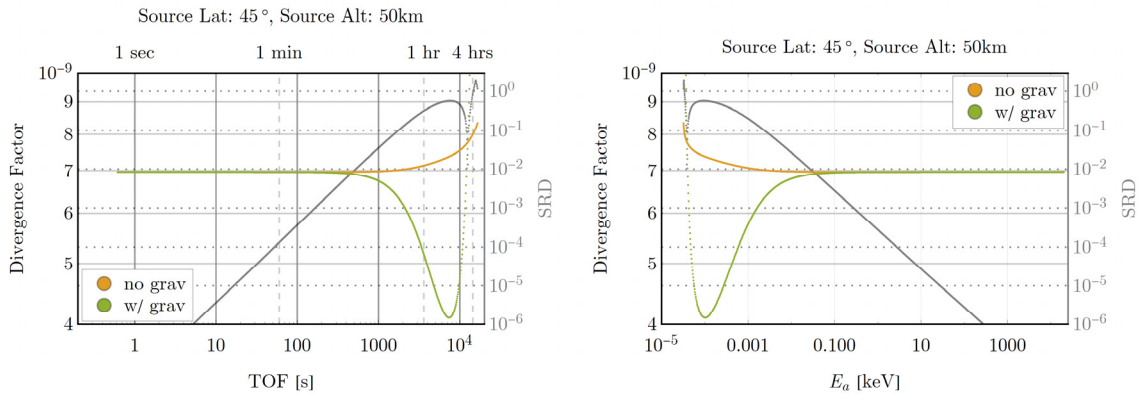 Source Lat: 45 °, Source Alt: 50km
1 sec
1 min
1 hr
4 hrs
10⁻⁹
9
8
7
6
5
4
Divergence Factor
10⁰
10⁻¹
10⁻²
10⁻³
10⁻⁴
10⁻⁵
10⁻⁶
SRD
no grav
w/ grav
1
10
100
1000
10⁴
TOF [s]
Source Lat: 45 °, Source Alt: 50km
10⁻⁹
9
8
7
6
5
4
Divergence Factor
no grav
w/ grav
10⁰
10⁻¹
10⁻²
10⁻³
10⁻⁴
10⁻⁵
10⁻⁶
SRD
10⁻⁵
0.001
0.100
10
1000
Eₐ [keV]